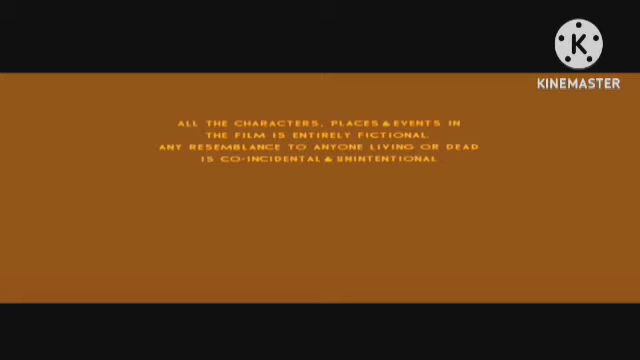 K
KINEMASTER
ALL THE CHARACTERS, PLACES & EVENTS IN
THE FILM IS ENTIRELY FICTIONAL.
ANY RESEMBLANCE TO ANYONE LIVING OR DEAD
IS CO-INCIDENTAL & UNINTENTIONAL